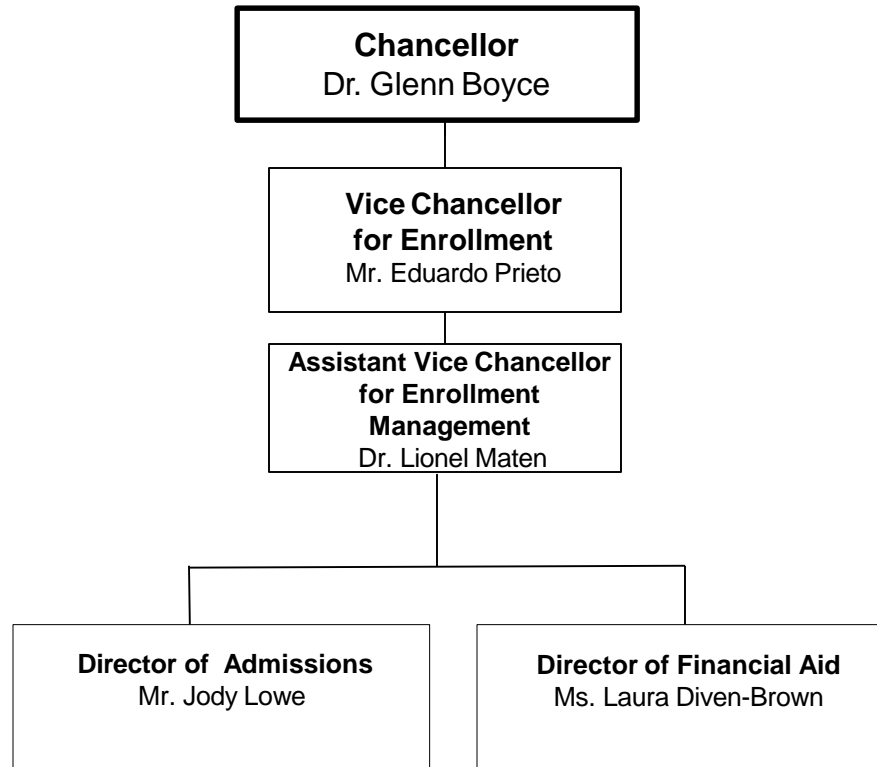 Chancellor
Dr. Glenn Boyce
Vice Chancellor
for Enrollment
Mr. Eduardo Prieto
Assistant Vice Chancellor
for Enrollment
Management
Dr. Lionel Maten
Director of Admissions
Mr. Jody Lowe
Director of Financial Aid
Ms. Laura Diven-Brown